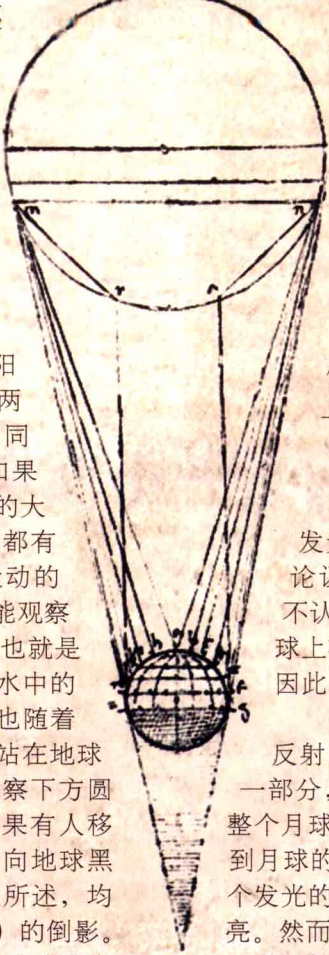 m n
阳
两
同
如果
的大
都有
动的
能观察
也就是
水中的
也随着
站在地球
察下方圆
果有人移
向地球黑
所述，均
）的倒影。
发
论
不认
球上
因此
反射
一部分，
整个月球
到月球的
个发光的
亮。然而